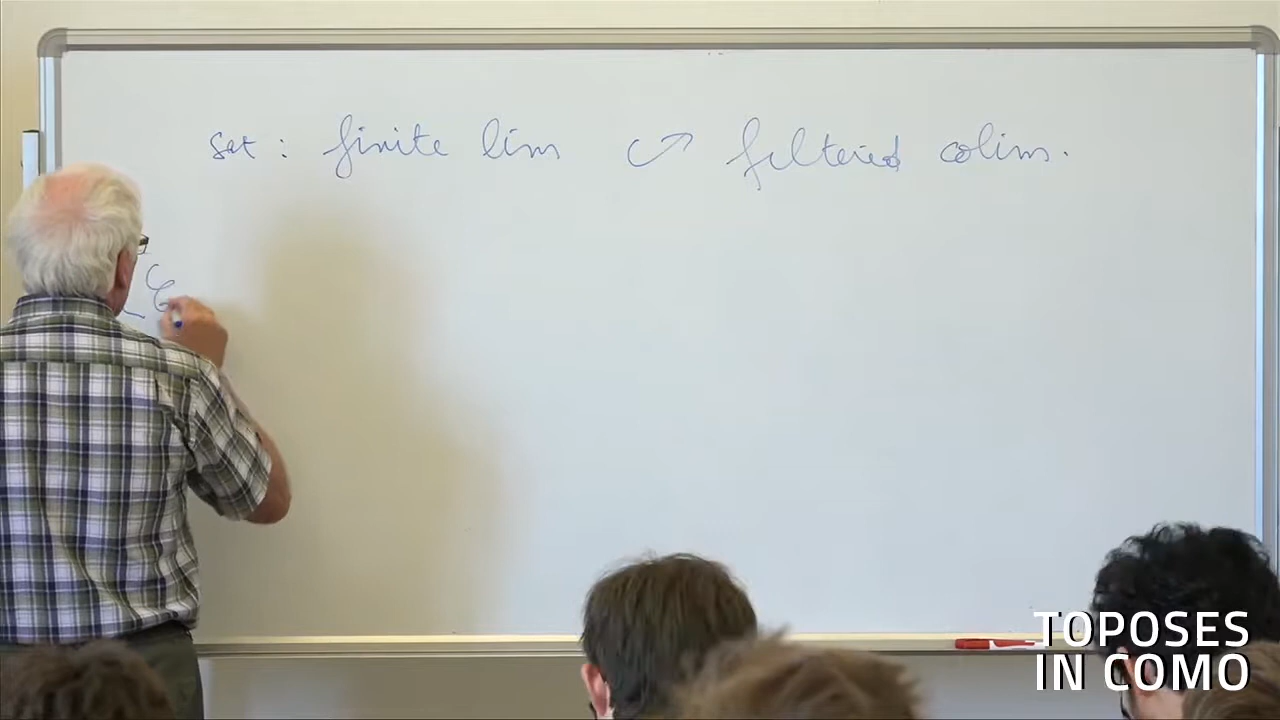 set : finite lim ↪ filtered colim.
TOPOSES
IN COMO